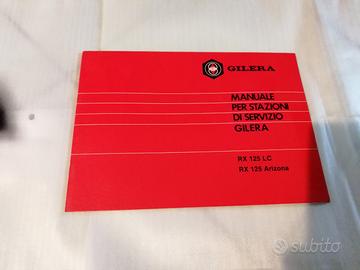 GILERA
MANUALE
PER STAZIONI
DI SERVIZIO
GILERA
RX 125 LC
RX 125 Arizona
subito